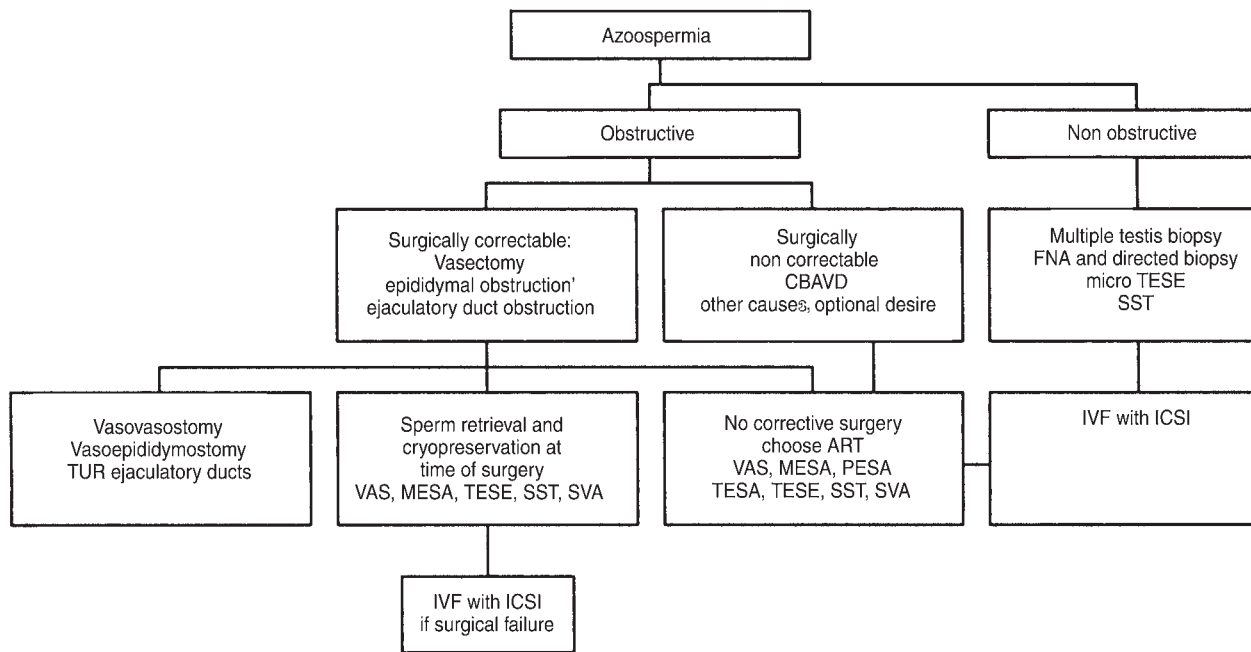 Azoospermia
Obstructive
Non obstructive
Surgically correctable:
Vasectomy
epididymal obstruction'
ejaculatory duct obstruction
Surgically
non correctable
CBAVD
other causes, optional desire
Multiple testis biopsy
FNA and directed biopsy
micro TESE
SST
Vasovasostomy
Vasoepididymostomy
TUR ejaculatory ducts
Sperm retrieval and
cryopreservation at
time of surgery
VAS, MESA, TESE, SST, SVA
No corrective surgery
choose ART
VAS, MESA, PESA
TESA, TESE, SST, SVA
IVF with ICSI
IVF with ICSI
if surgical failure